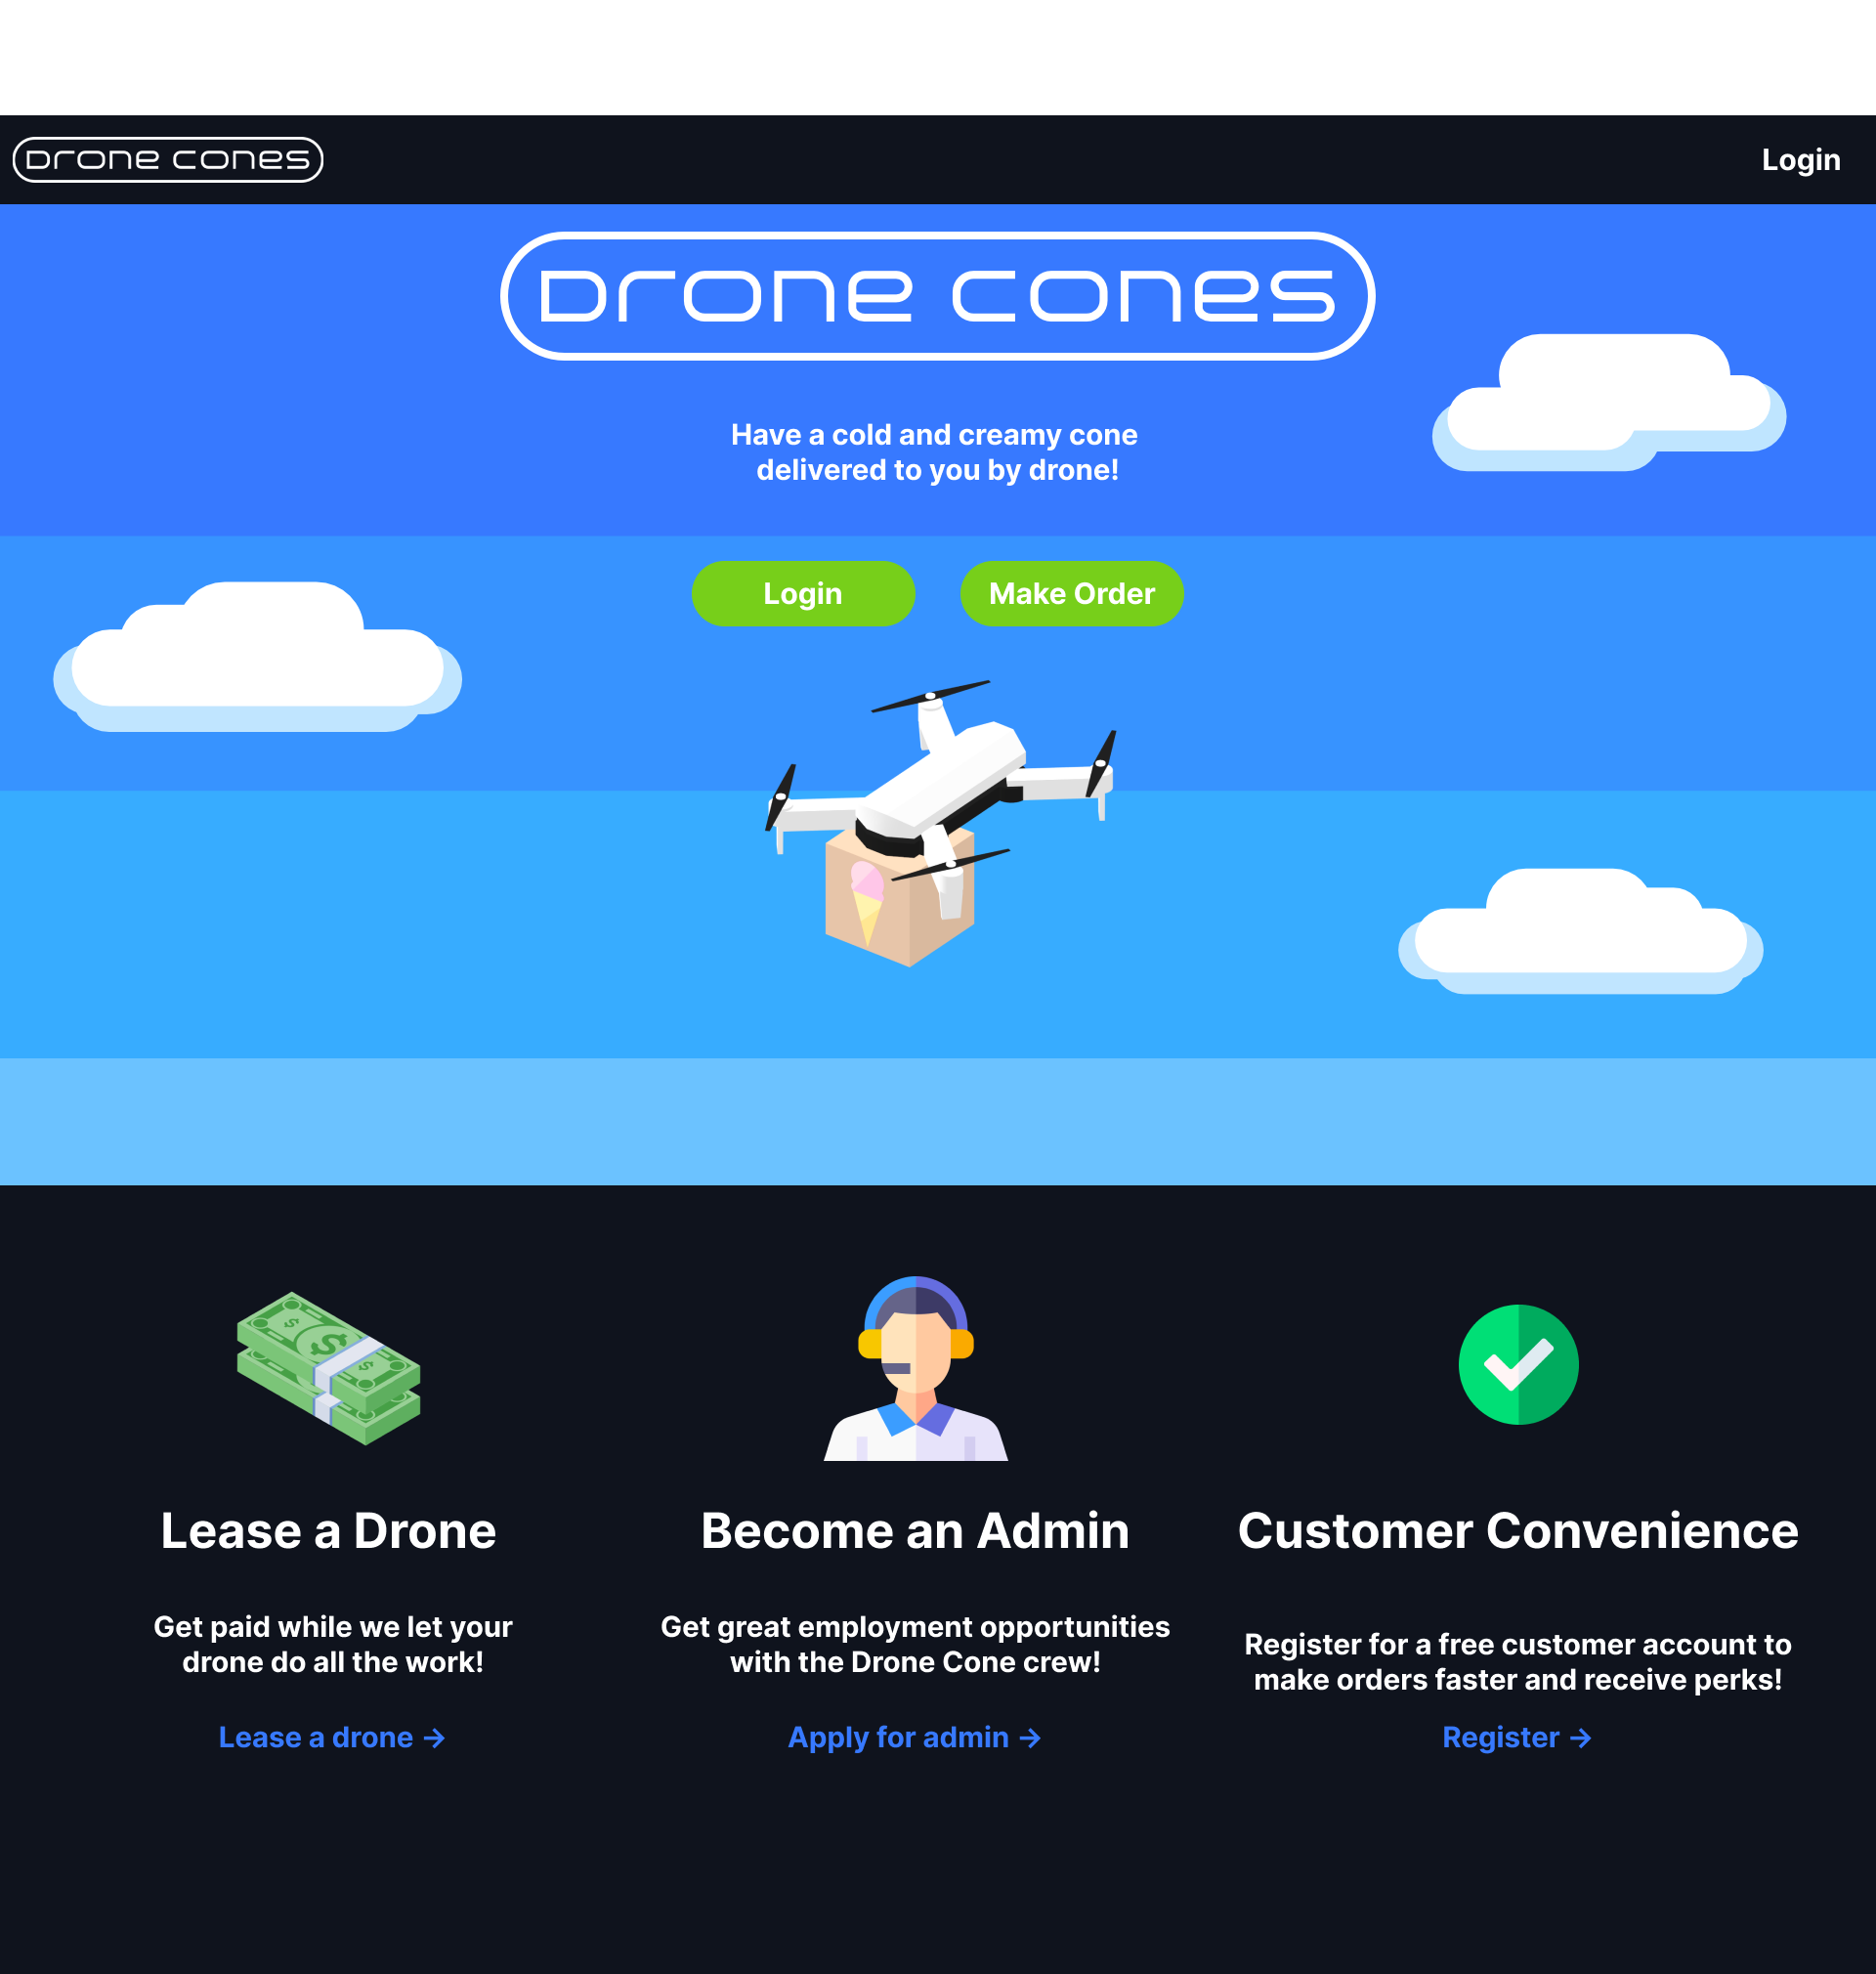 Drone Cones
Login
Drone Cones
Have a cold and creamy cone
delivered to you by drone!
Login
Make Order
Lease a Drone
Get paid while we let your
drone do all the work!
Lease a drone →
Become an Admin
Get great employment opportunities
with the Drone Cone crew!
Apply for admin →
Customer Convenience
Register for a free customer account to
make orders faster and receive perks!
Register →